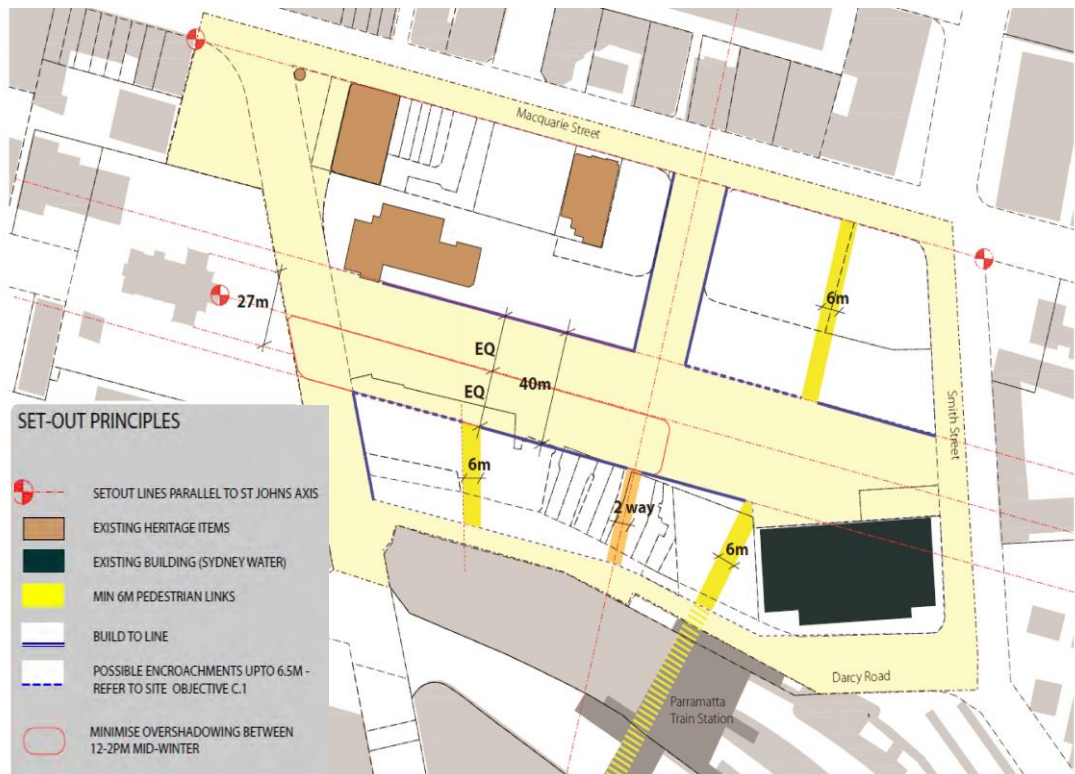 Macquarie Street
27m
6m
EQ
EQ
40m
Smith Street
6m
2 way
6m
Darcy Road
Parramatta
Train Station
SET-OUT PRINCIPLES
SETOUT LINES PARALLEL TO ST JOHNS AXIS
EXISTING HERITAGE ITEMS
EXISTING BUILDING (SYDNEY WATER)
MIN 6M PEDESTRIAN LINKS
BUILD TO LINE
POSSIBLE ENCROACHMENTS UPTO 6.5M -
REFER TO SITE OBJECTIVE C.1
MINIMISE OVERSHADOWING BETWEEN
12-2PM MID-WINTER